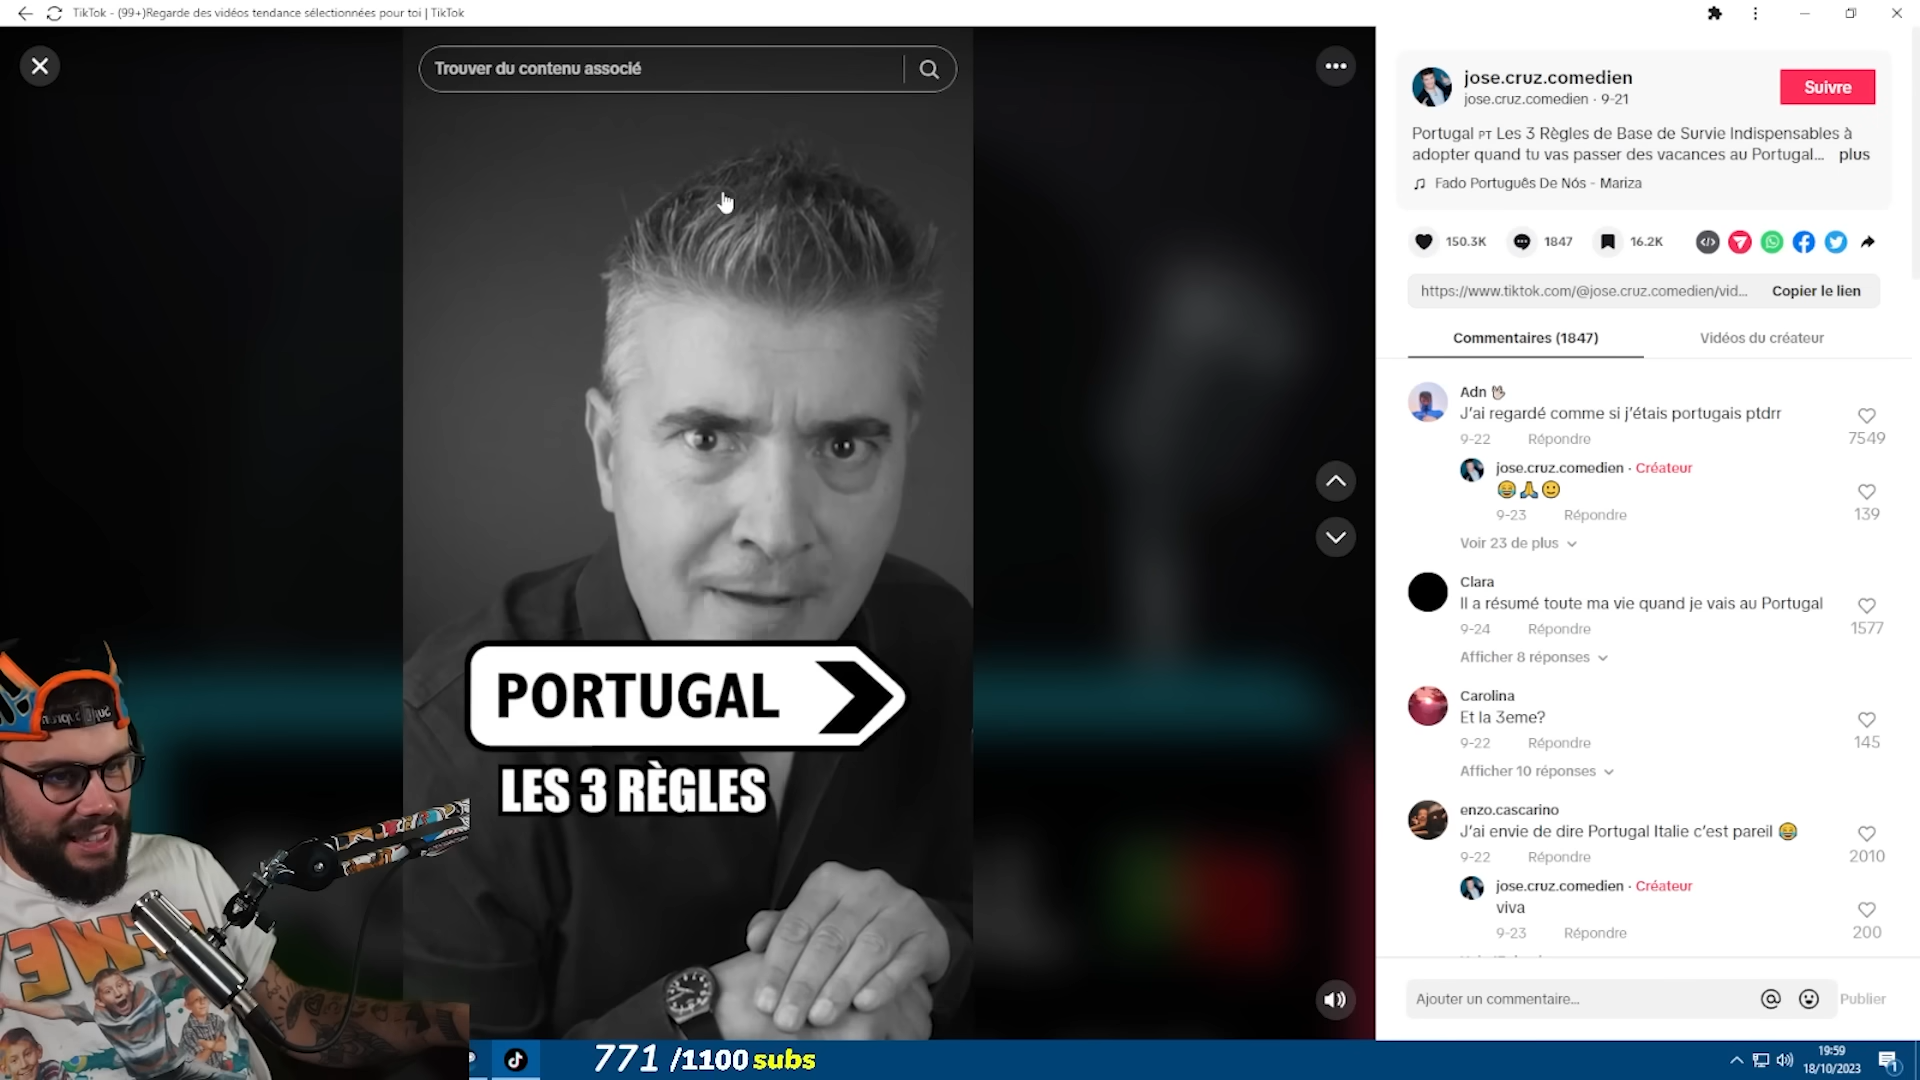 TikTok - (99+)Regarde des vidéos tendance sélectionnées pour toi | TikTok
Trouver du contenu associé
PORTUGAL
LES 3 RÈGLES
771 /1100 subs
jose.cruz.comedien
jose.cruz.comedien · 9-21
Suivre
Portugal PT Les 3 Règles de Base de Survie Indispensables à
adopter quand tu vas passer des vacances au Portugal... plus
Fado Português De Nós - Mariza
150.3K
1847
16.2K
https://www.tiktok.com/@jose.cruz.comedien/vid...
Copier le lien
Commentaires (1847)
Vidéos du créateur
Adn
J'ai regardé comme si j'étais portugais ptdrr
9-22 Répondre
7549
jose.cruz.comedien · Créateur
😂🙏🙂
9-23 Répondre
139
Voir 23 de plus
Clara
Il a résumé toute ma vie quand je vais au Portugal
9-24 Répondre
1577
Afficher 8 réponses
Carolina
Et la 3eme?
9-22 Répondre
145
Afficher 10 réponses
enzo.cascarino
J'ai envie de dire Portugal Italie c'est pareil 😂
9-22 Répondre
2010
jose.cruz.comedien · Créateur
viva
9-23 Répondre
200
Ajouter un commentaire...
Publier
19:59
18/10/2023
1